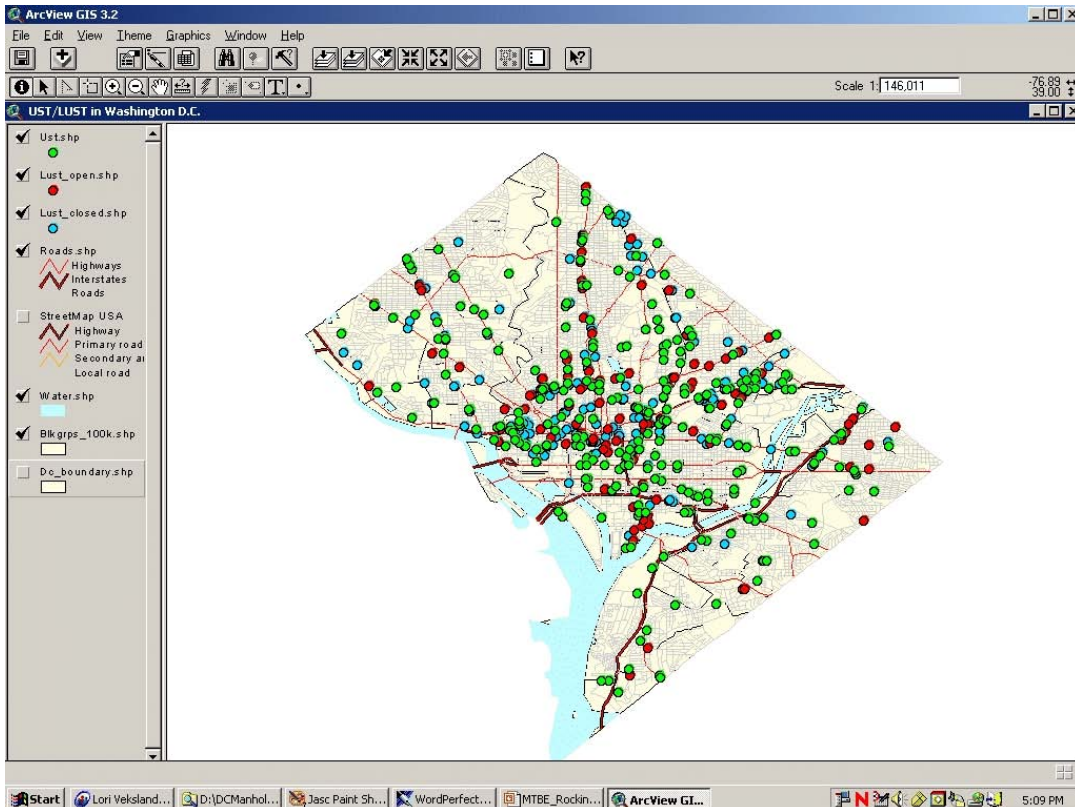 ArcView GIS 3.2
File Edit View Theme Graphics Window Help
Scale 1: 146,011
-76.89
39.00
UST/LUST in Washington D.C.
Ust.shp
Lust_open.shp
Lust_closed.shp
Roads.shp
Highways
Interstates
Roads
StreetMap USA
Highway
Primary road
Secondary ar
Local road
Water.shp
Blkgrps_100k.shp
Dc_boundary.shp
Start Lori Veksland... D:\DCManhol... Jasc Paint Sh... WordPerfect... MTBE_Rockin... ArcView GI... 5:09 PM